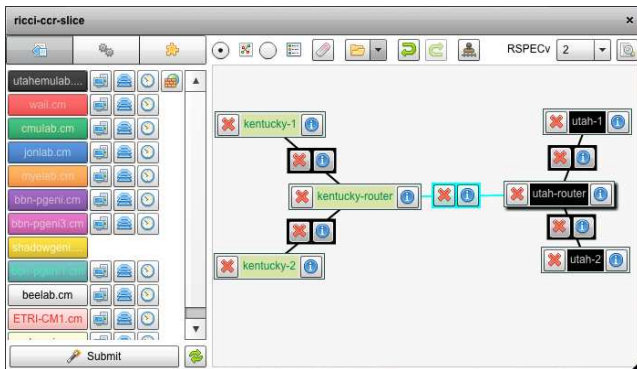 ricci-ccr-slice ×
RSPECv 2
utahemulab....
wail.cm
cmulab.cm
jonlab.cm
myelab.cm
bbn-pgeni.cm
bbn-pgeni3.cm
shadowgeni....
beelab.cm
ETRI-CM1.cm
Submit
kentucky-1
utah-1
kentucky-router
utah-router
kentucky-2
utah-2